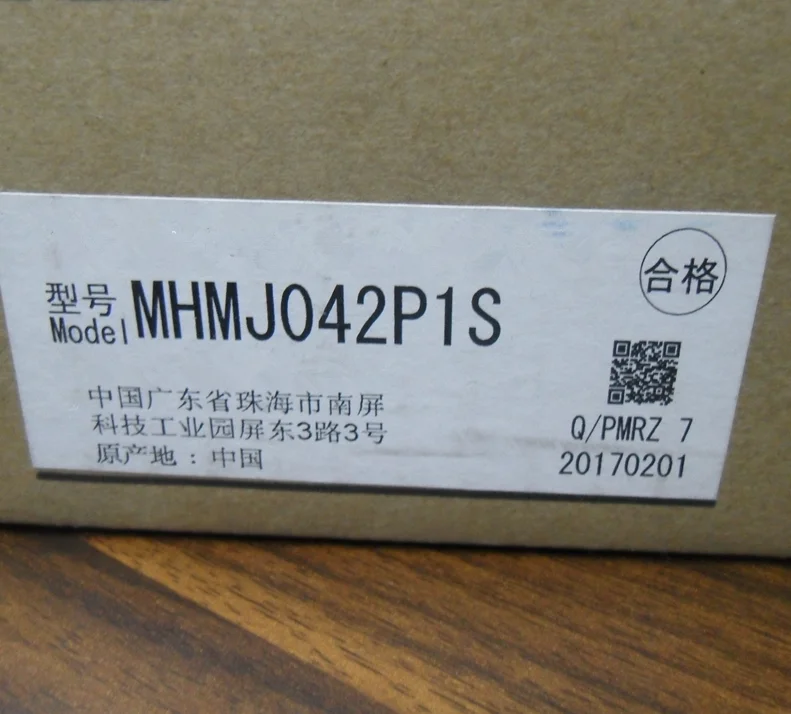 合格
型号
Model MHMJ042P1S
中国广东省珠海市南屏
科技工业园屏东3路3号
原产地：中国
Q/PMRZ 7
20170201